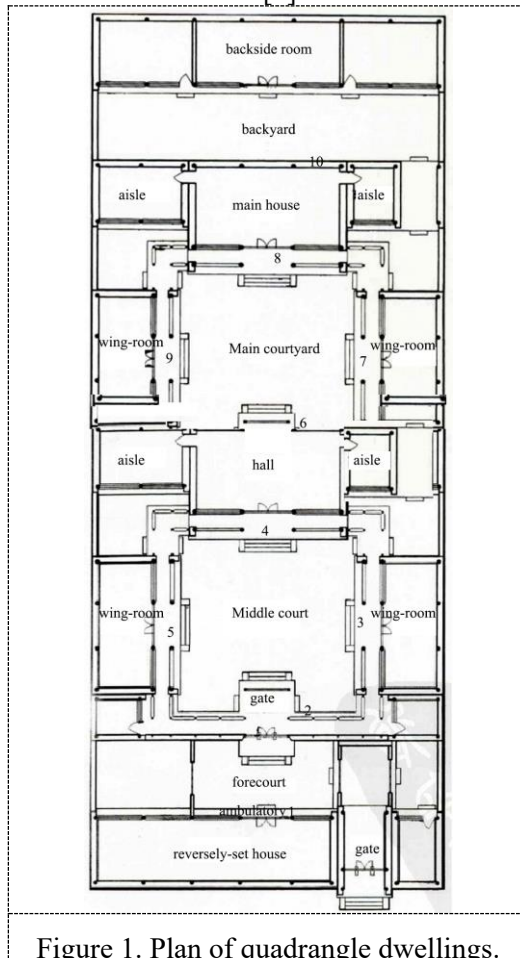 backside room
backyard
10
aisle
main house
aisle
8
wing-room
9
Main courtyard
7
wing-room
6
aisle
hall
aisle
4
wing-room
5
Middle court
3
wing-room
gate
2
forecourt
ambulatory1
reversely-set house
gate
Figure 1. Plan of quadrangle dwellings.